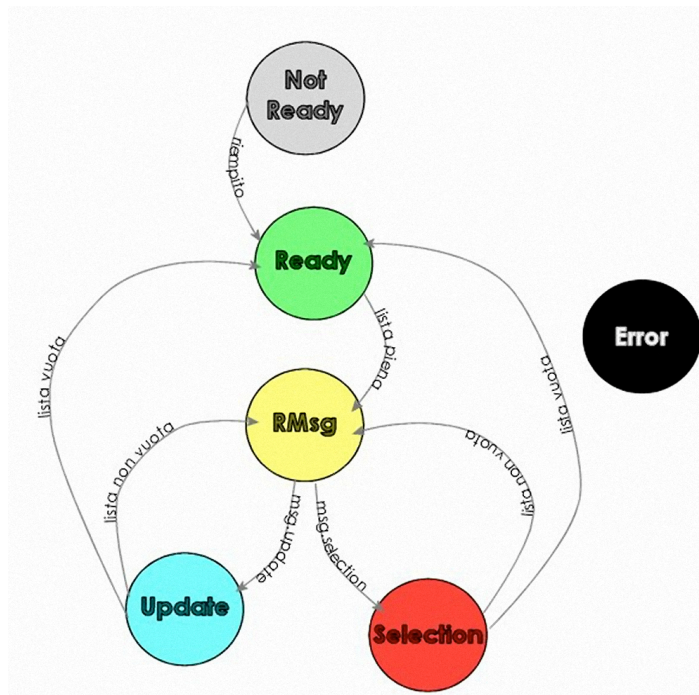 Not
Ready
riempito
Ready
lista piena
Error
lista vuota
lista vuota
RMsg
lista non vuota
lista non vuota
msg.update
msg.selection
Update
Selection